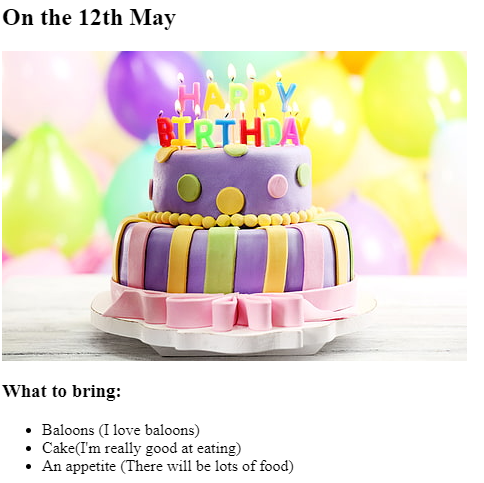 On the 12th May
HAPPY
BIRTHDAY
What to bring:
Baloons (I love baloons)
Cake(I'm really good at eating)
An appetite (There will be lots of food)